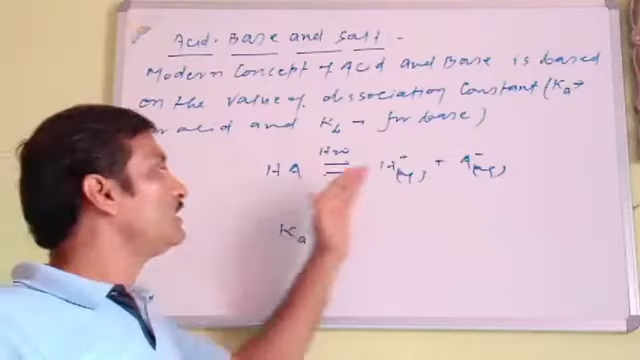 Acid - Base and Salt -
Modern Concept of Acid and Base is based
on the value of dissociation Constant (Ka →
acid and Kb → for base)
H2O
HA ⇌ H+(aq) + A-(aq)
Ka